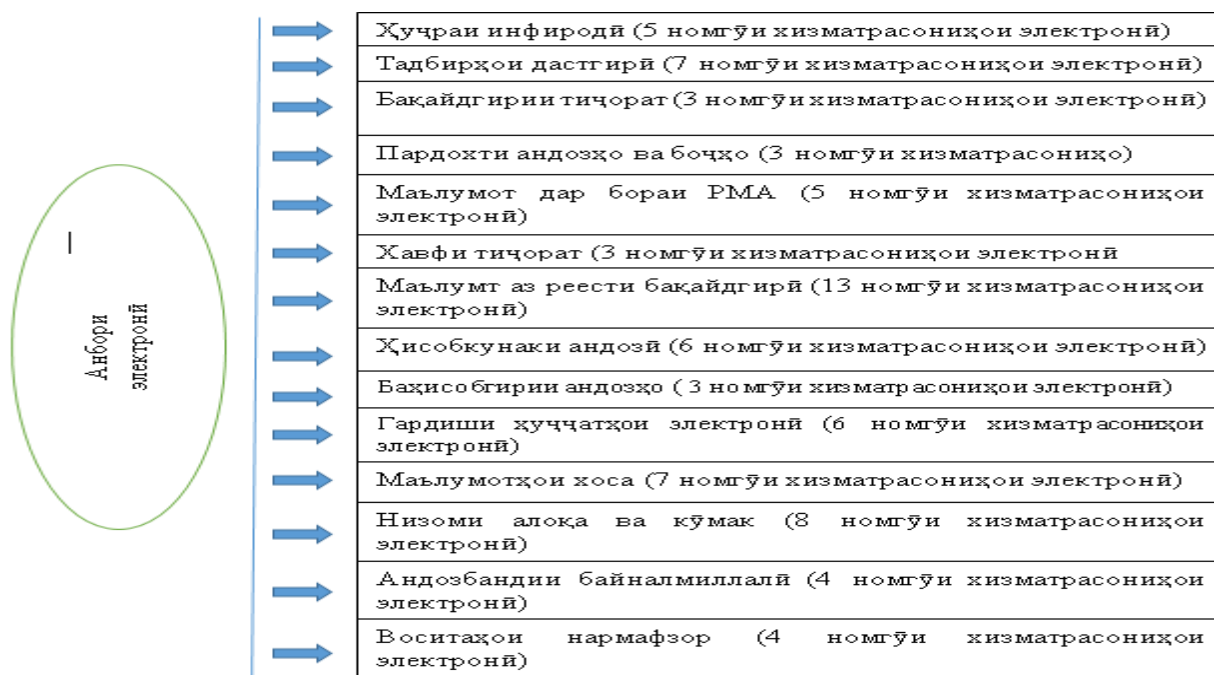 Анбори
электронӣ
Ҳуҷраи инфиродӣ (5 номгӯи хизматрасониҳои электронӣ)
Тадбирҳои дастгирӣ (7 номгӯи хизматрасониҳои электронӣ)
Бақайдгирии тиҷорат (3 номгӯи хизматрасониҳои электронӣ)
Пардохти андозҳо ва боҷҳо (3 номгӯи хизматрасониҳо)
Маълумот дар бораи РМА (5 номгӯи хизматрасониҳои
электронӣ)
Хавфи тиҷорат (3 номгӯи хизматрасониҳои электронӣ
Маълумт аз реести бақайдгирӣ (13 номгӯи хизматрасониҳои
электронӣ)
Ҳисобкунаки андозӣ (6 номгӯи хизматрасониҳои электронӣ)
Баҳисобгирии андозҳо ( 3 номгӯи хизматрасониҳои электронӣ)
Гардиши ҳуҷҷатҳои электронӣ (6 номгӯи хизматрасониҳои
электронӣ)
Маълумотҳои хоса (7 номгӯи хизматрасониҳои электронӣ)
Низоми алоқа ва кӯмак (8 номгӯи хизматрасониҳои
электронӣ)
Андозбандии байналмиллалӣ (4 номгӯи хизматрасониҳои
электронӣ)
Воситаҳои нармафзор (4 номгӯи хизматрасониҳои
электронӣ)